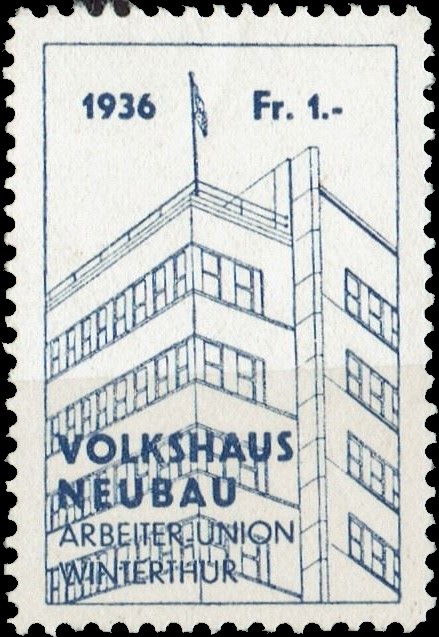 1936 Fr. 1.-
VOLKSHAUS
NEUBAU
ARBEITER-UNION
WINTERTHUR